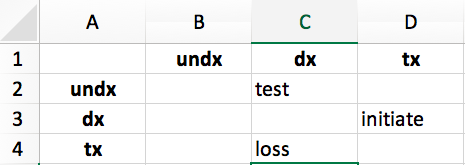 A B C D
1 undx dx tx
2 undx test
3 dx initiate
4 tx loss